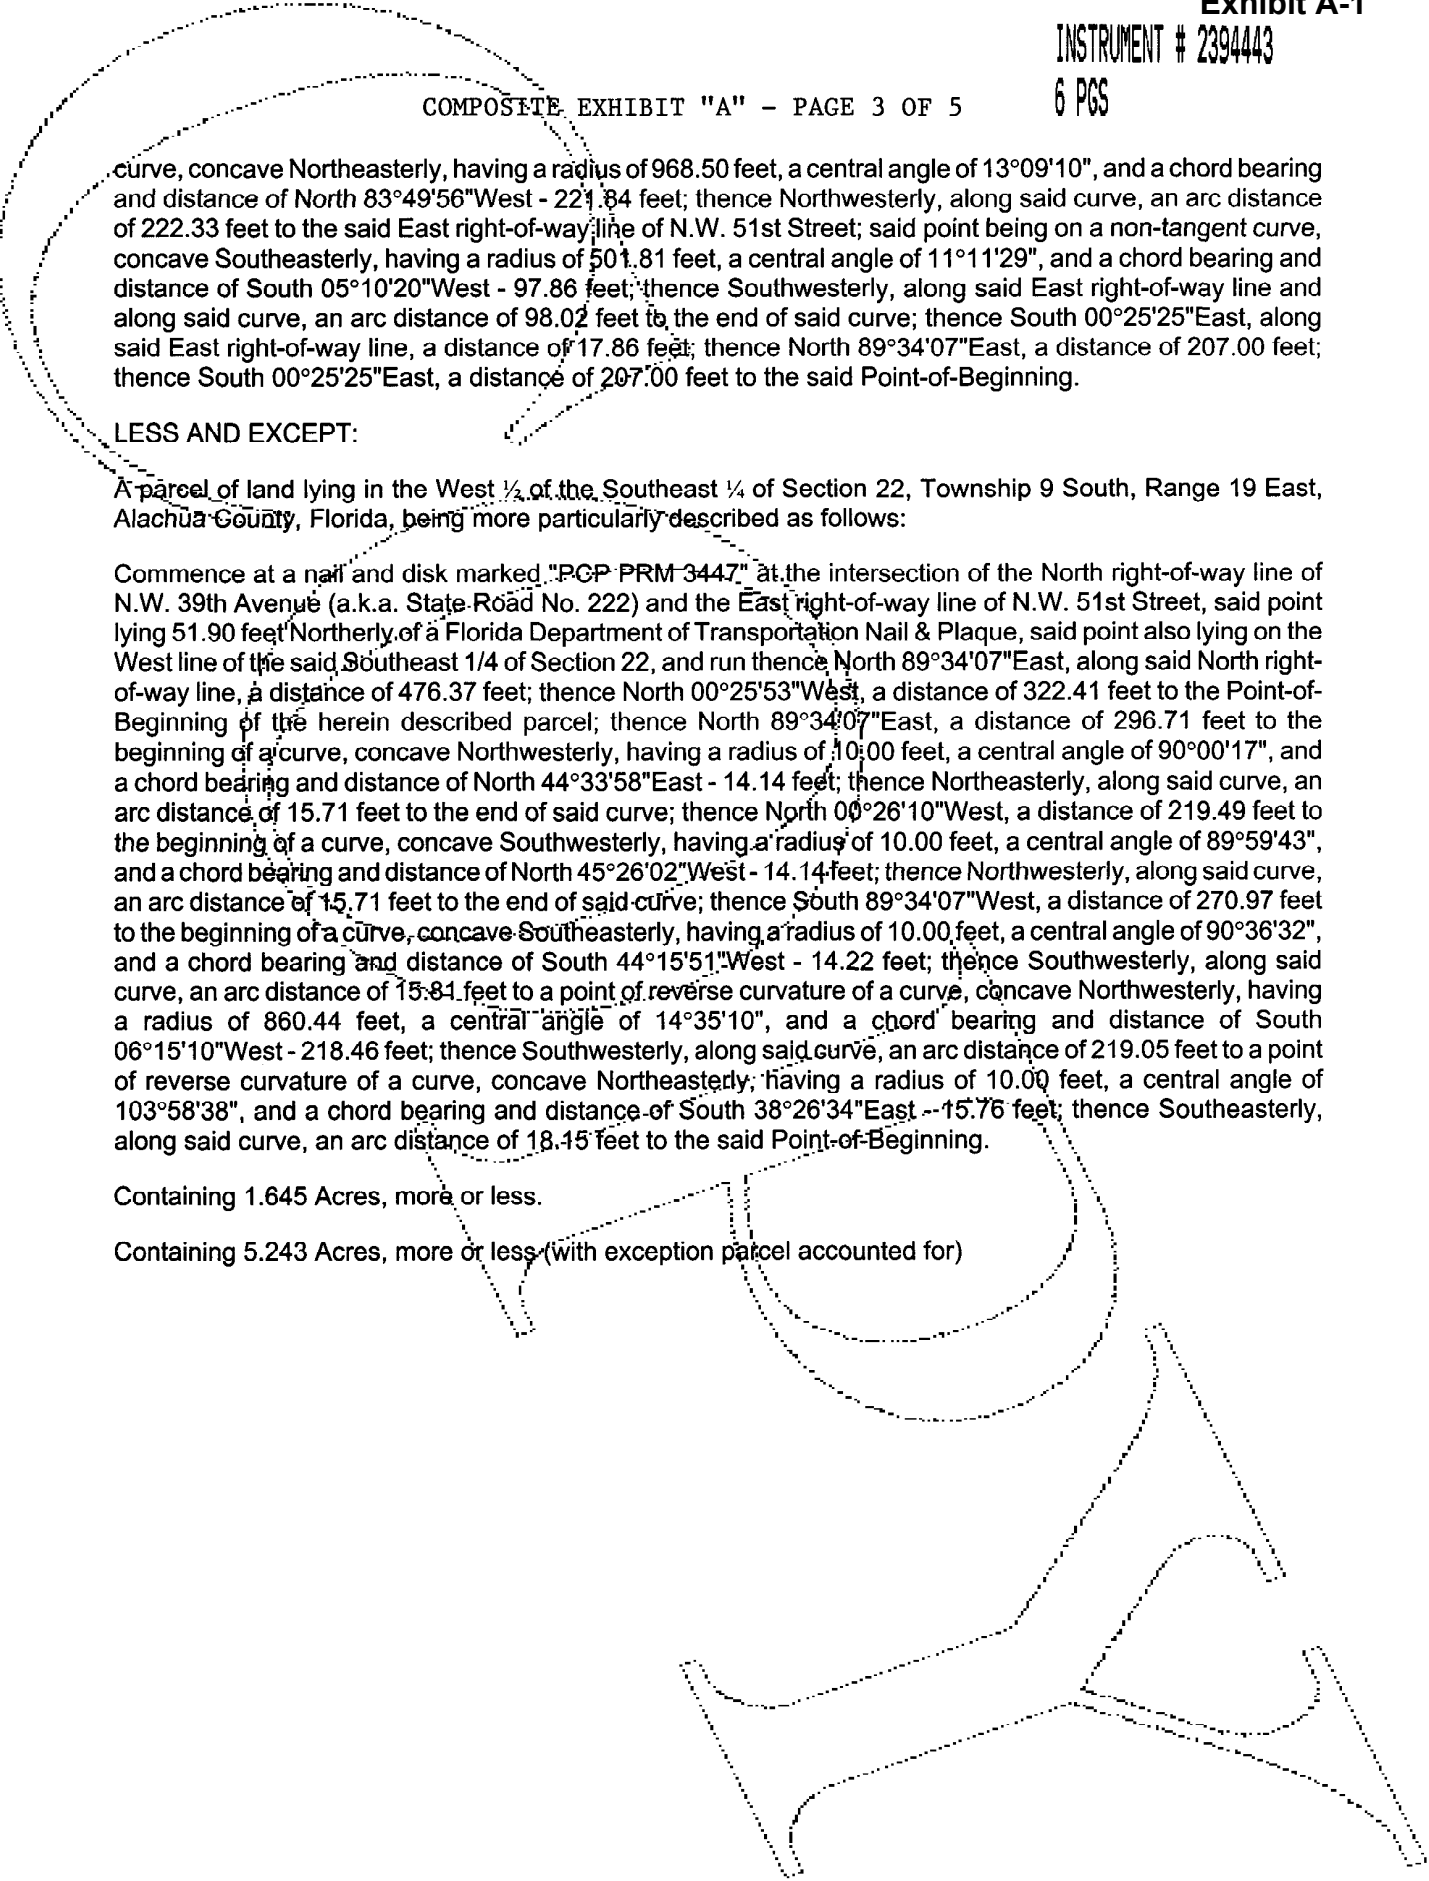 Exhibit A-1
INSTRUMENT # 2394443
6 PGS
COMPOSITE EXHIBIT "A" - PAGE 3 OF 5
curve, concave Northeasterly, having a radius of 968.50 feet, a central angle of 13°09'10", and a chord bearing
and distance of North 83°49'56"West - 221.84 feet; thence Northwesterly, along said curve, an arc distance
of 222.33 feet to the said East right-of-way line of N.W. 51st Street; said point being on a non-tangent curve,
concave Southeasterly, having a radius of 501.81 feet, a central angle of 11°11'29", and a chord bearing and
distance of South 05°10'20"West - 97.86 feet; thence Southwesterly, along said East right-of-way line and
along said curve, an arc distance of 98.02 feet to the end of said curve; thence South 00°25'25"East, along
said East right-of-way line, a distance of 17.86 feet; thence North 89°34'07"East, a distance of 207.00 feet;
thence South 00°25'25"East, a distance of 207.00 feet to the said Point-of-Beginning.
LESS AND EXCEPT:
A parcel of land lying in the West ½ of the Southeast ¼ of Section 22, Township 9 South, Range 19 East,
Alachua County, Florida, being more particularly described as follows:
Commence at a nail and disk marked "PCP PRM 3447" at the intersection of the North right-of-way line of
N.W. 39th Avenue (a.k.a. State Road No. 222) and the East right-of-way line of N.W. 51st Street, said point
lying 51.90 feet Northerly of a Florida Department of Transportation Nail & Plaque, said point also lying on the
West line of the said Southeast 1/4 of Section 22, and run thence North 89°34'07"East, along said North right-
of-way line, a distance of 476.37 feet; thence North 00°25'53"West, a distance of 322.41 feet to the Point-of-
Beginning of the herein described parcel; thence North 89°34'07"East, a distance of 296.71 feet to the
beginning of a curve, concave Northwesterly, having a radius of 10.00 feet, a central angle of 90°00'17", and
a chord bearing and distance of North 44°33'58"East - 14.14 feet; thence Northeasterly, along said curve, an
arc distance of 15.71 feet to the end of said curve; thence North 00°26'10"West, a distance of 219.49 feet to
the beginning of a curve, concave Southwesterly, having a radius of 10.00 feet, a central angle of 89°59'43",
and a chord bearing and distance of North 45°26'02"West - 14.14 feet; thence Northwesterly, along said curve,
an arc distance of 15.71 feet to the end of said curve; thence South 89°34'07"West, a distance of 270.97 feet
to the beginning of a curve, concave Southeasterly, having a radius of 10.00 feet, a central angle of 90°36'32",
and a chord bearing and distance of South 44°15'51"West - 14.22 feet; thence Southwesterly, along said
curve, an arc distance of 15.81 feet to a point of reverse curvature of a curve, concave Northwesterly, having
a radius of 860.44 feet, a central angle of 14°35'10", and a chord bearing and distance of South
06°15'10"West - 218.46 feet; thence Southwesterly, along said curve, an arc distance of 219.05 feet to a point
of reverse curvature of a curve, concave Northeasterly, having a radius of 10.00 feet, a central angle of
103°58'38", and a chord bearing and distance of South 38°26'34"East - 15.76 feet; thence Southeasterly,
along said curve, an arc distance of 18.15 feet to the said Point-of-Beginning.
Containing 1.645 Acres, more or less.
Containing 5.243 Acres, more or less (with exception parcel accounted for)
COPY